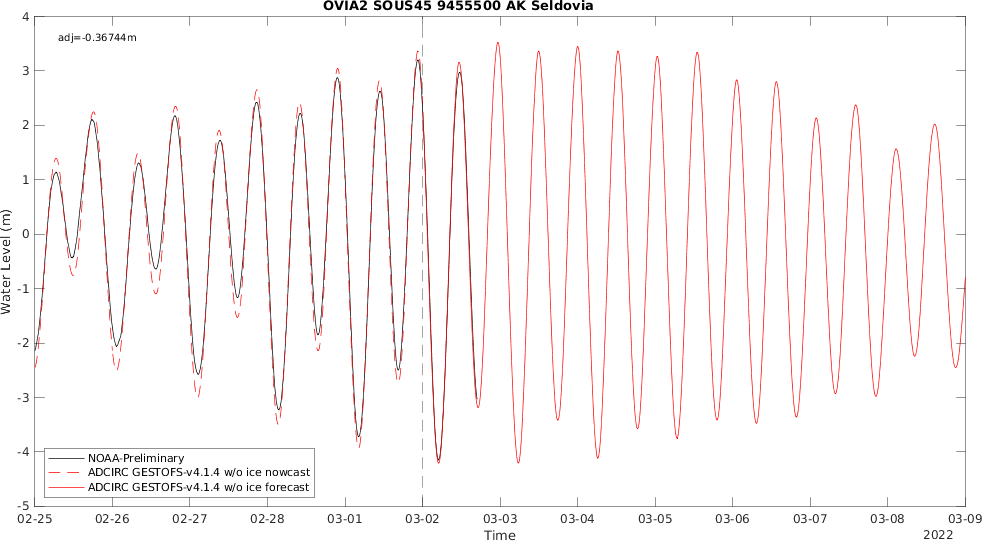 OVIA2 SOUS45 9455500 AK Seldovia
adj=-0.36744m
4
3
2
1
0
-1
-2
-3
-4
-5
Water Level (m)
NOAA-Preliminary
ADCIRC GESTOFS-v4.1.4 w/o ice nowcast
ADCIRC GESTOFS-v4.1.4 w/o ice forecast
02-25 02-26 02-27 02-28 03-01 03-02 03-03 03-04 03-05 03-06 03-07 03-08 03-09
Time
2022